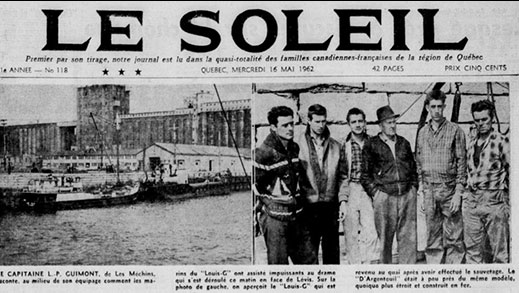 LE SOLEIL
Premier par son tirage, notre journal est lu dans la quasi-totalité des familles canadiennes-françaises de la région de Québec
1e ANNÉE — No 118
★ ★ ★
QUÉBEC, MERCREDI 16 MAI 1962
42 PAGES
PRIX CINQ CENTS
E CAPITAINE L.-P. GUIMONT, de Les Méchins,
aconte, au milieu de son équipage comment les ma-
rins du "Louis-G" ont assisté impuissants au drame
qui s'est déroulé ce matin en face de Lévis. Sur la
photo de gauche, on aperçoit le "Louis-G" qui est
revenu au quai après avoir effectué le sauvetage. Le
"D'Argenteuil" était à peu près du même modèle,
quoique plus étroit et construit en fer.